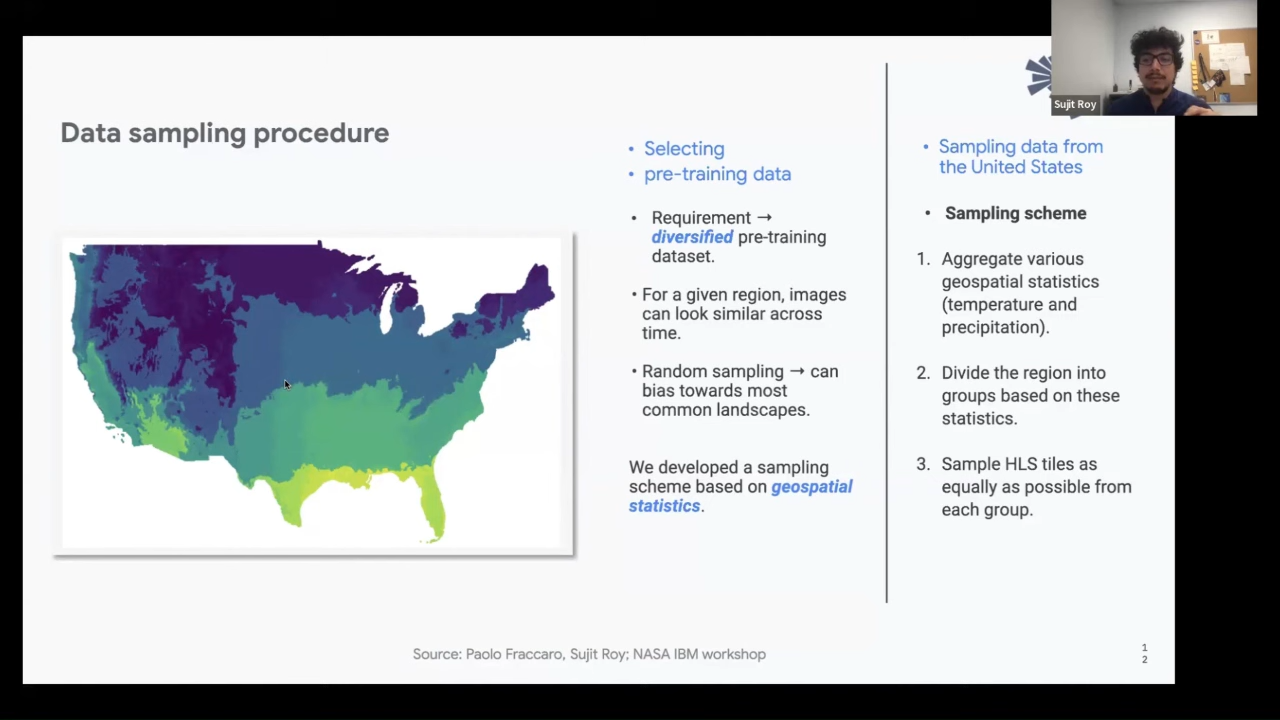 Sujit Roy
Data sampling procedure
• Selecting
• pre-training data
• Requirement →
diversified pre-training
dataset.
• For a given region, images
can look similar across
time.
• Random sampling → can
bias towards most
common landscapes.
We developed a sampling
scheme based on geospatial
statistics.
• Sampling data from
the United States
• Sampling scheme
1. Aggregate various
geospatial statistics
(temperature and
precipitation).
2. Divide the region into
groups based on these
statistics.
3. Sample HLS tiles as
equally as possible from
each group.
Source: Paolo Fraccaro, Sujit Roy; NASA IBM workshop
1
2